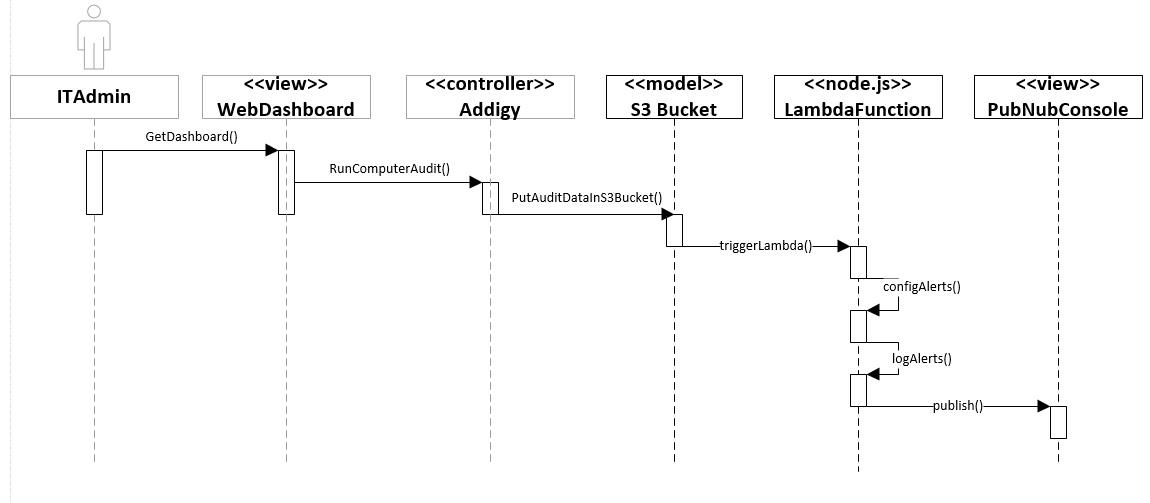 <<view>>
<<controller>>
<<model>>
<<node.js>>
<<view>>
ITAdmin
WebDashboard
Addigy
S3 Bucket
LambdaFunction
PubNubConsole
GetDashboard()
RunComputerAudit()
PutAuditDataInS3Bucket()
triggerLambda()
configAlerts()
logAlerts()
publish()